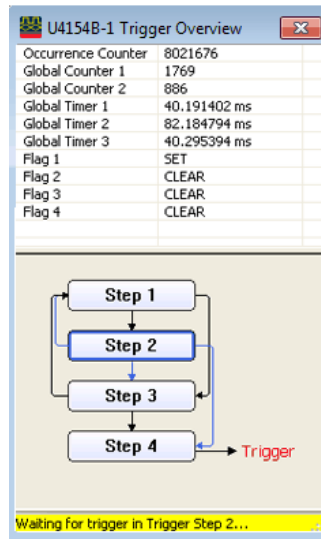 U4154B-1 Trigger Overview
Occurrence Counter 8021676
Global Counter 1 1769
Global Counter 2 886
Global Timer 1 40.191402 ms
Global Timer 2 82.184794 ms
Global Timer 3 40.295394 ms
Flag 1 SET
Flag 2 CLEAR
Flag 3 CLEAR
Flag 4 CLEAR
Step 1
Step 2
Step 3
Step 4
Trigger
Waiting for trigger in Trigger Step 2...